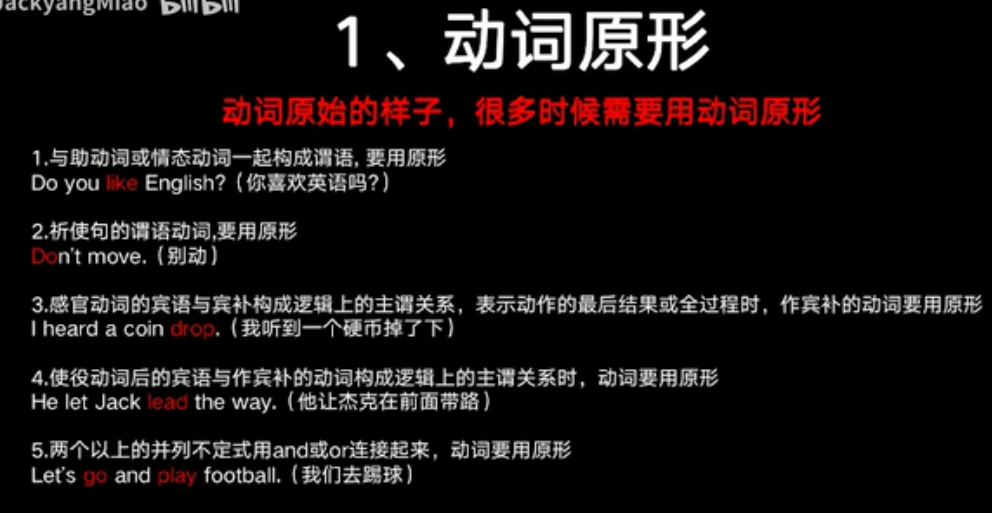 JackyangMiao bilibili
1、动词原形
动词原始的样子，很多时候需要用动词原形
1.与助动词或情态动词一起构成谓语, 要用原形
Do you like English?（你喜欢英语吗?）
2.祈使句的谓语动词,要用原形
Don't move.（别动）
3.感官动词的宾语与宾补构成逻辑上的主谓关系，表示动作的最后结果或全过程时，作宾补的动词要用原形
I heard a coin drop.（我听到一个硬币掉了下）
4.使役动词后的宾语与作宾补的动词构成逻辑上的主谓关系时，动词要用原形
He let Jack lead the way.（他让杰克在前面带路）
5.两个以上的并列不定式用and或or连接起来，动词要用原形
Let's go and play football.（我们去踢球）